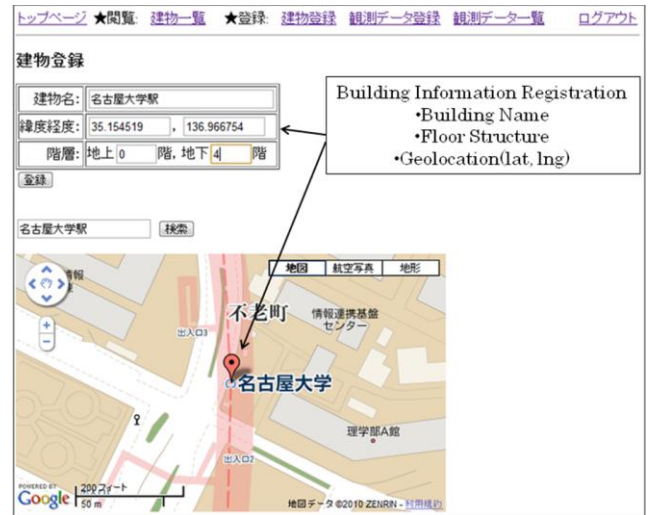 トップページ ★閲覧: 建物一覧 ★登録: 建物登録 観測データ登録 観測データ一覧 ログアウト
建物登録
建物名: 名古屋大学駅
緯度経度: 35.154519 , 136.966754
階層: 地上 0 階, 地下 4 階
登録
Building Information Registration
•Building Name
•Floor Structure
•Geolocation(lat, lng)
名古屋大学駅 検索
地図 航空写真 地形
情報
不老町
情報連携基盤
センター
出入口3
名古屋大学
理学部A館
出入口2
POWERED BY
Google
200 フィート
50 m
地図データ ©2010 ZENRIN - 利用規約